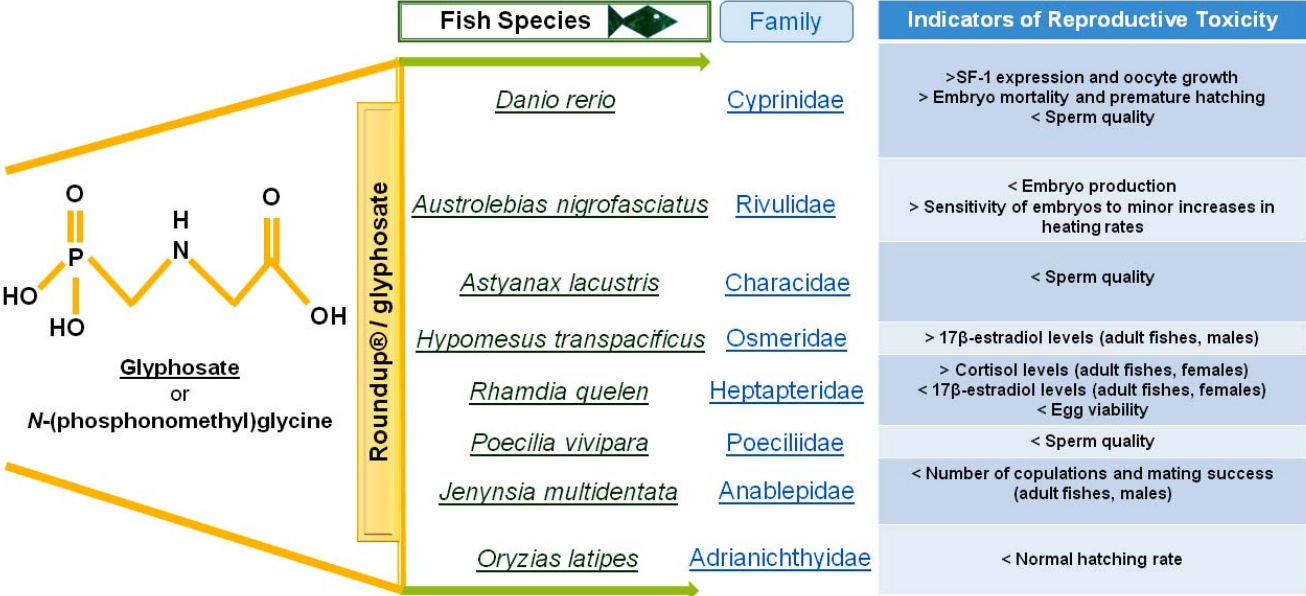 Fish Species
Family
Indicators of Reproductive Toxicity
Danio rerio
Cyprinidae
>SF-1 expression and oocyte growth
> Embryo mortality and premature hatching
< Sperm quality
Austrolebias nigrofasciatus
Rivulidae
< Embryo production
> Sensitivity of embryos to minor increases in
heating rates
Astyanax lacustris
Characidae
< Sperm quality
Hypomesus transpacificus
Osmeridae
> 17β-estradiol levels (adult fishes, males)
Rhamdia quelen
Heptapteridae
> Cortisol levels (adult fishes, females)
< 17β-estradiol levels (adult fishes, females)
< Egg viability
Poecilia vivipara
Poeciliidae
< Sperm quality
Jenynsia multidentata
Anablepidae
< Number of copulations and mating success
(adult fishes, males)
Oryzias latipes
Adrianichthyidae
< Normal hatching rate
Roundup®/ glyphosate
O
O
H
N
P
HO
HO
OH
Glyphosate
or
N-(phosphonomethyl)glycine